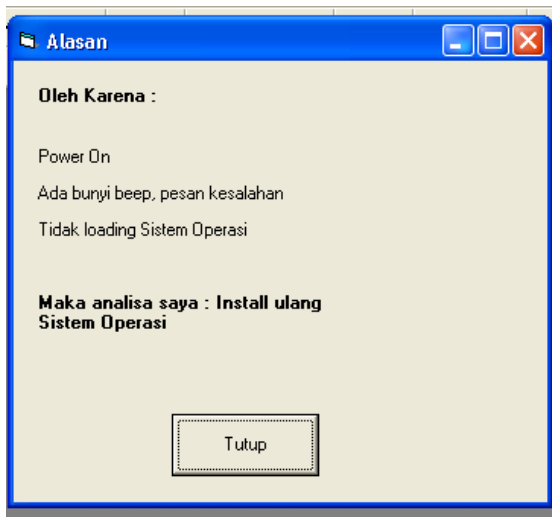 Alasan
Oleh Karena :
Power On
Ada bunyi beep, pesan kesalahan
Tidak loading Sistem Operasi
Maka analisa saya : Install ulang
Sistem Operasi
Tutup